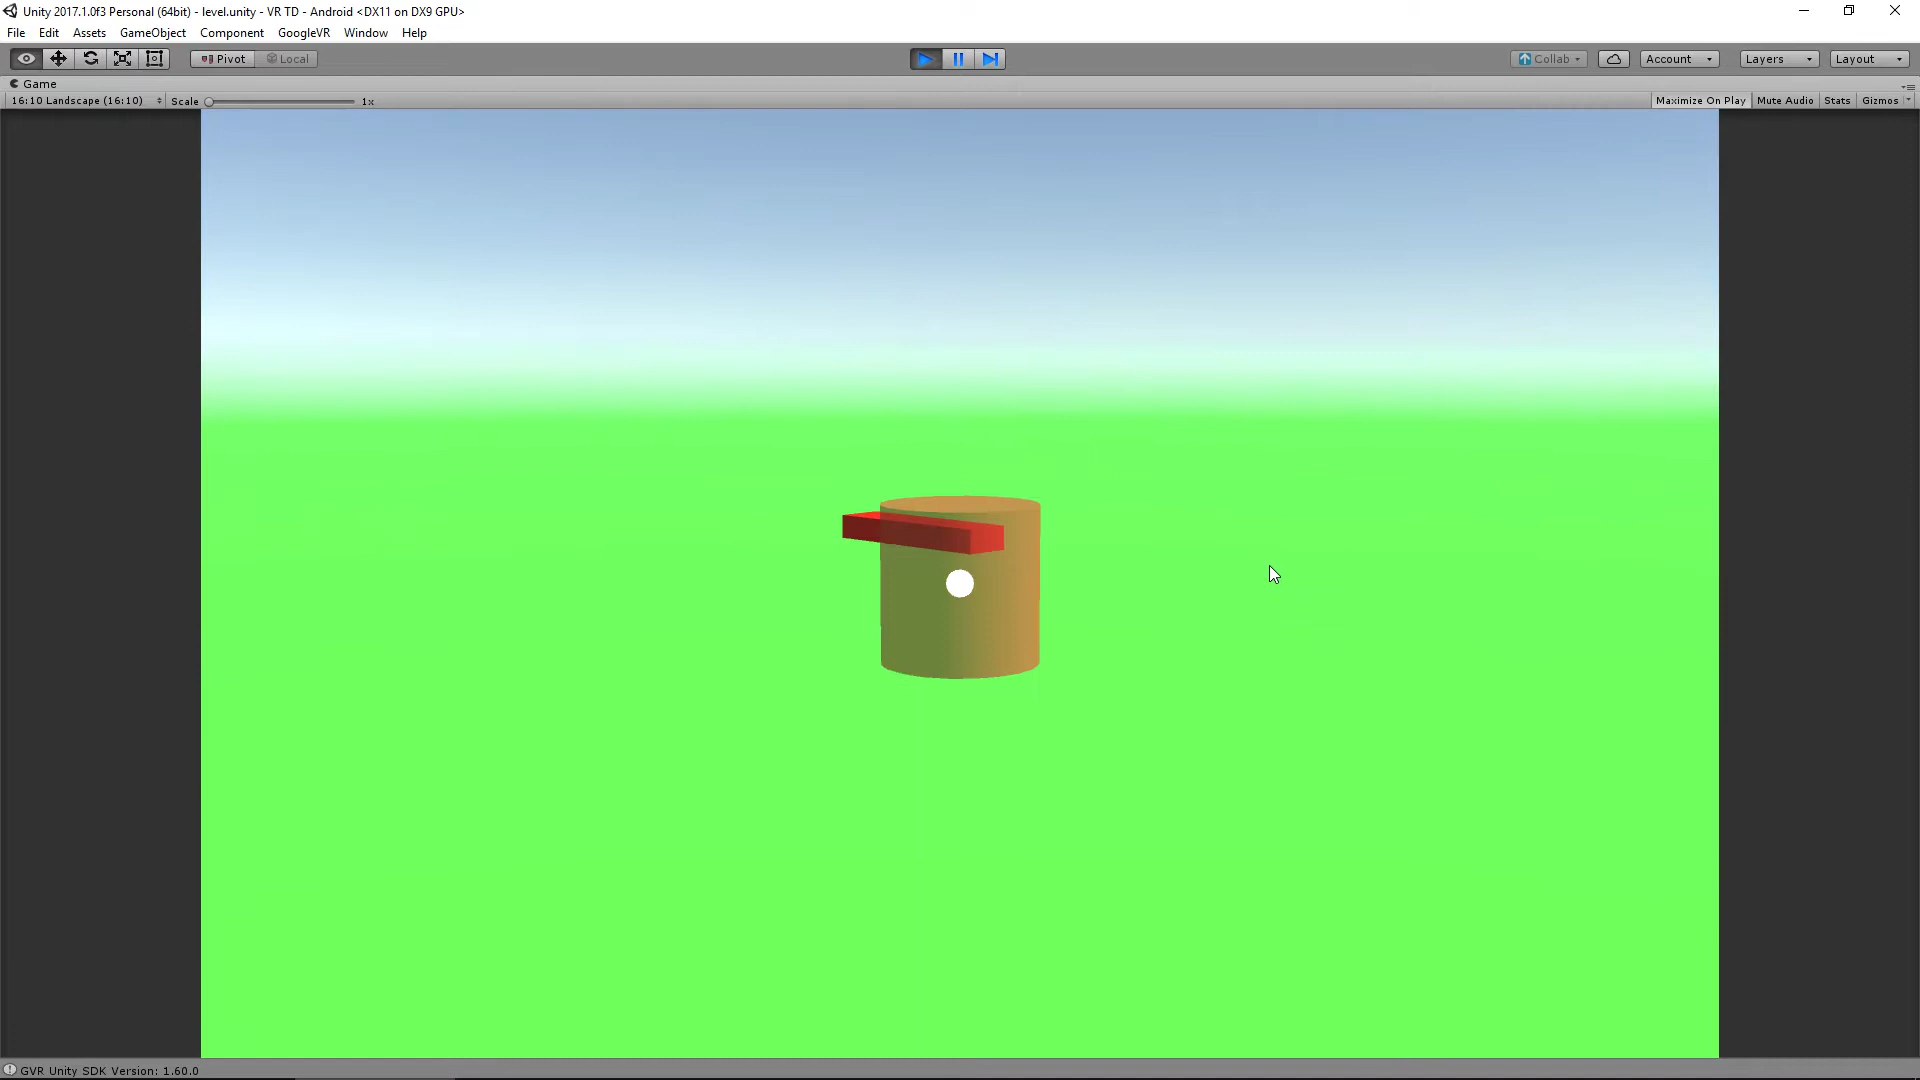 Unity 2017.1.0f3 Personal (64bit) - level.unity - VR TD - Android <DX11 on DX9 GPU>
File Edit Assets GameObject Component GoogleVR Window Help
Pivot Local Collab Account Layers Layout
Game
16:10 Landscape (16:10) Scale 1x Maximize On Play Mute Audio Stats Gizmos
GVR Unity SDK Version: 1.60.0